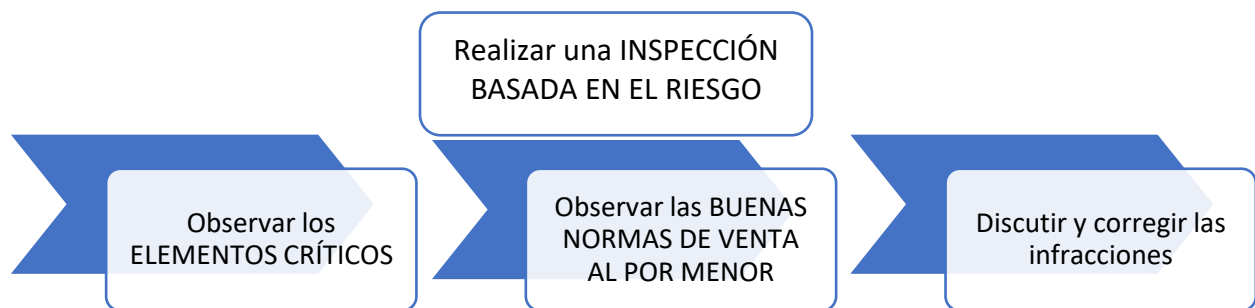 Realizar una INSPECCIÓN
BASADA EN EL RIESGO
Observar los
ELEMENTOS CRÍTICOS
Observar las BUENAS
NORMAS DE VENTA
AL POR MENOR
Discutir y corregir las
infracciones